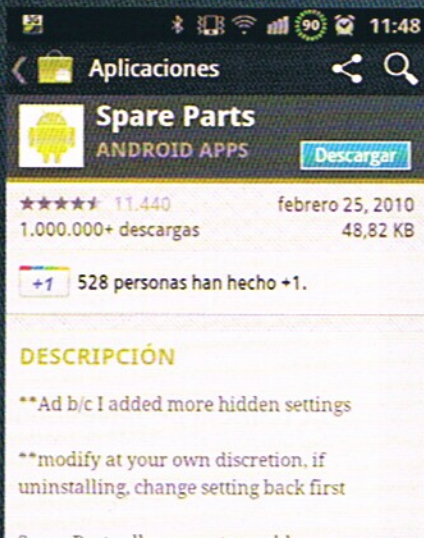 3G 90 11:48
Aplicaciones
Spare Parts
ANDROID APPS
Descargar
11.440 febrero 25, 2010
1.000.000+ descargas 48,82 KB
+1 528 personas han hecho +1.
DESCRIPCIÓN
**Ad b/c I added more hidden settings
**modify at your own discretion, if
uninstalling, change setting back first